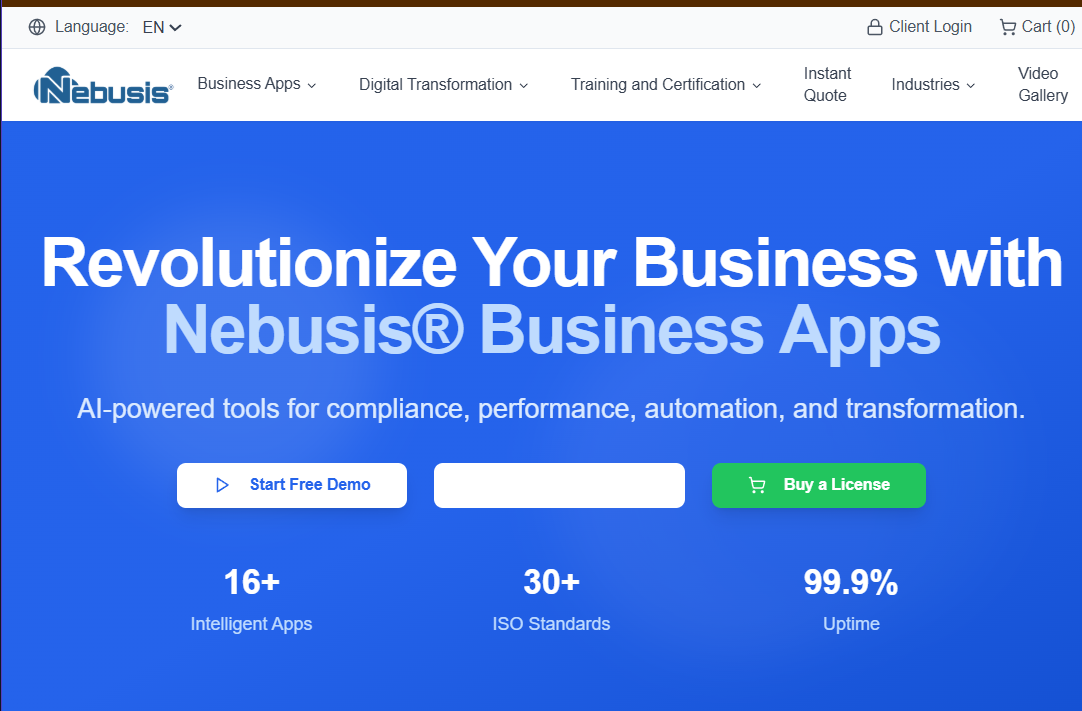 Language: EN
Client Login
Cart (0)
Nebusis®
Business Apps
Digital Transformation
Training and Certification
Instant
Quote
Industries
Video
Gallery
Revolutionize Your Business with
Nebusis® Business Apps
AI-powered tools for compliance, performance, automation, and transformation.
Start Free Demo
Buy a License
16+
Intelligent Apps
30+
ISO Standards
99.9%
Uptime